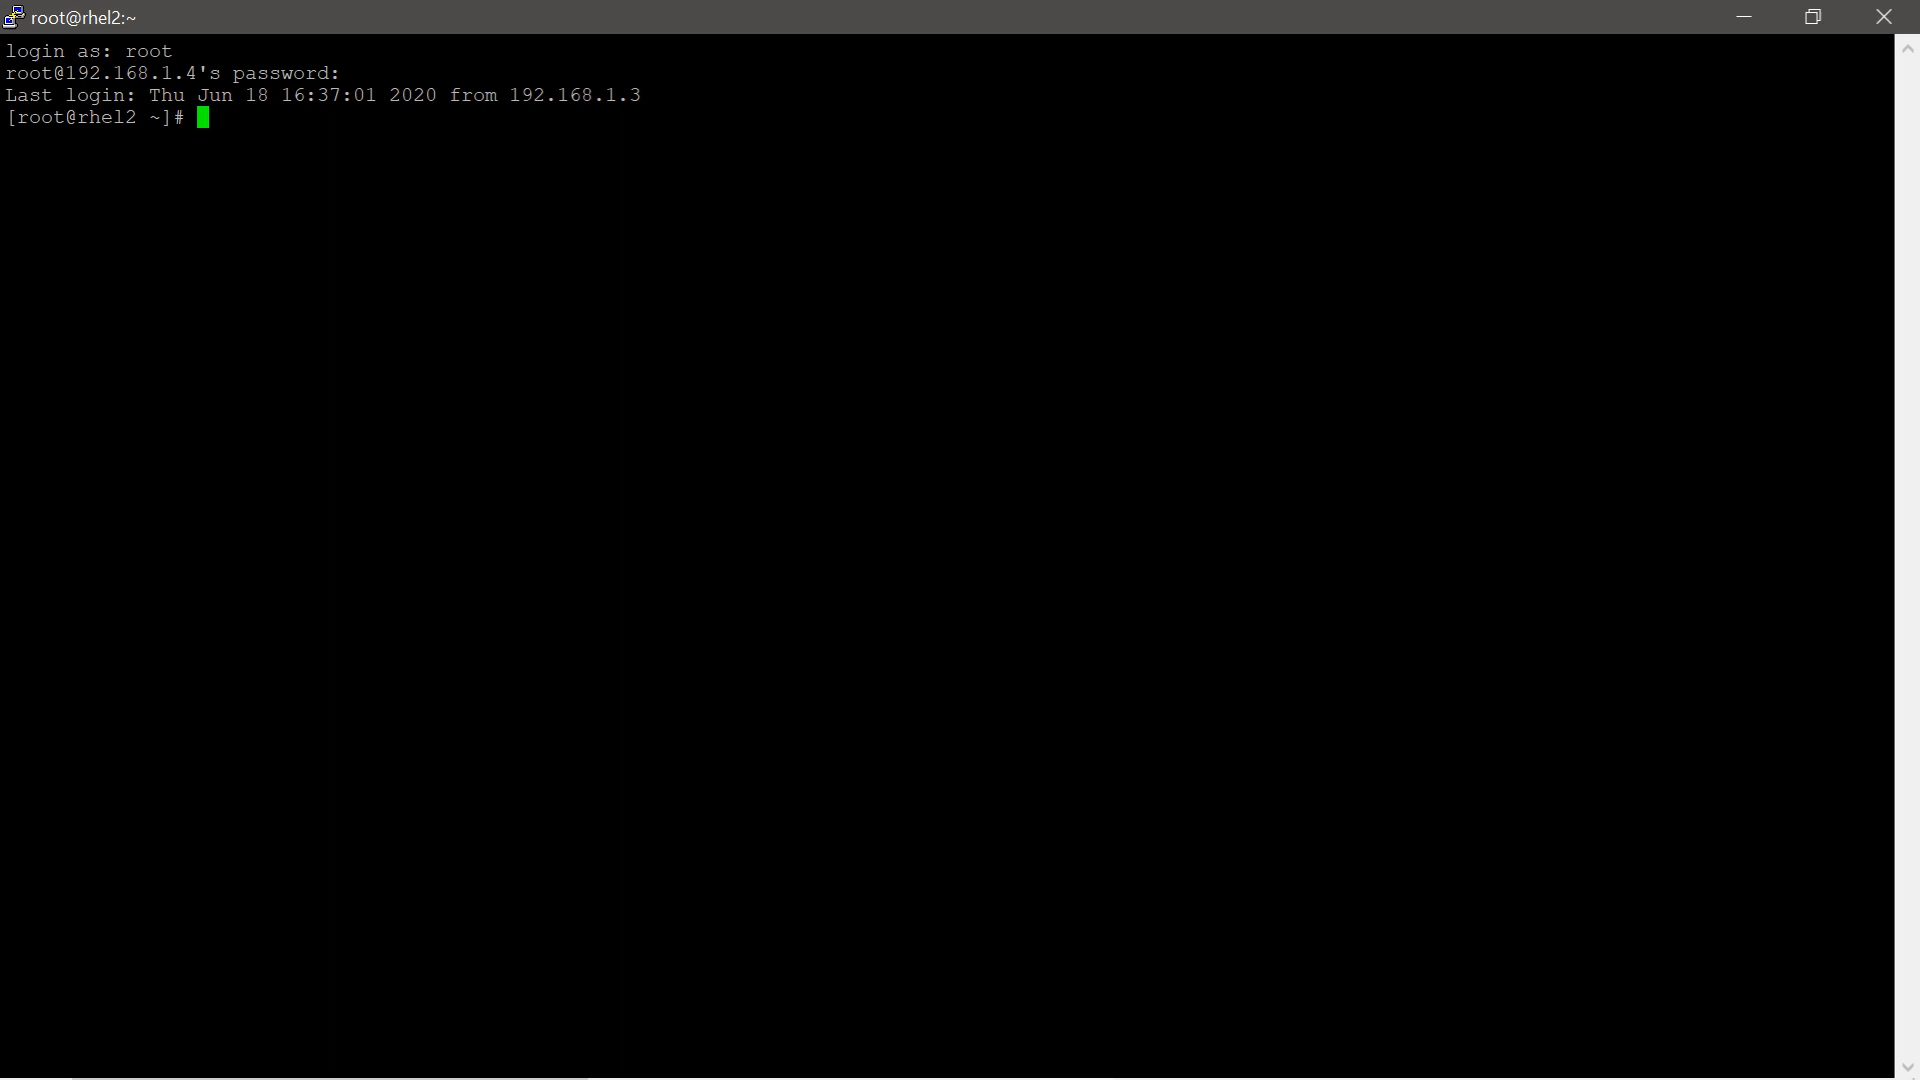 root@rhel2:~
login as: root
root@192.168.1.4's password:
Last login: Thu Jun 18 16:37:01 2020 from 192.168.1.3
[root@rhel2 ~]#